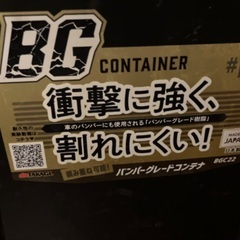 BG CONTAINER #
衝撃に強く、
車のバンパーにも使用される「バンパーグレード樹脂」
割れにくい!
積み重ね可能!
バンパーグレードコンテナ
BGC22
JAPAN